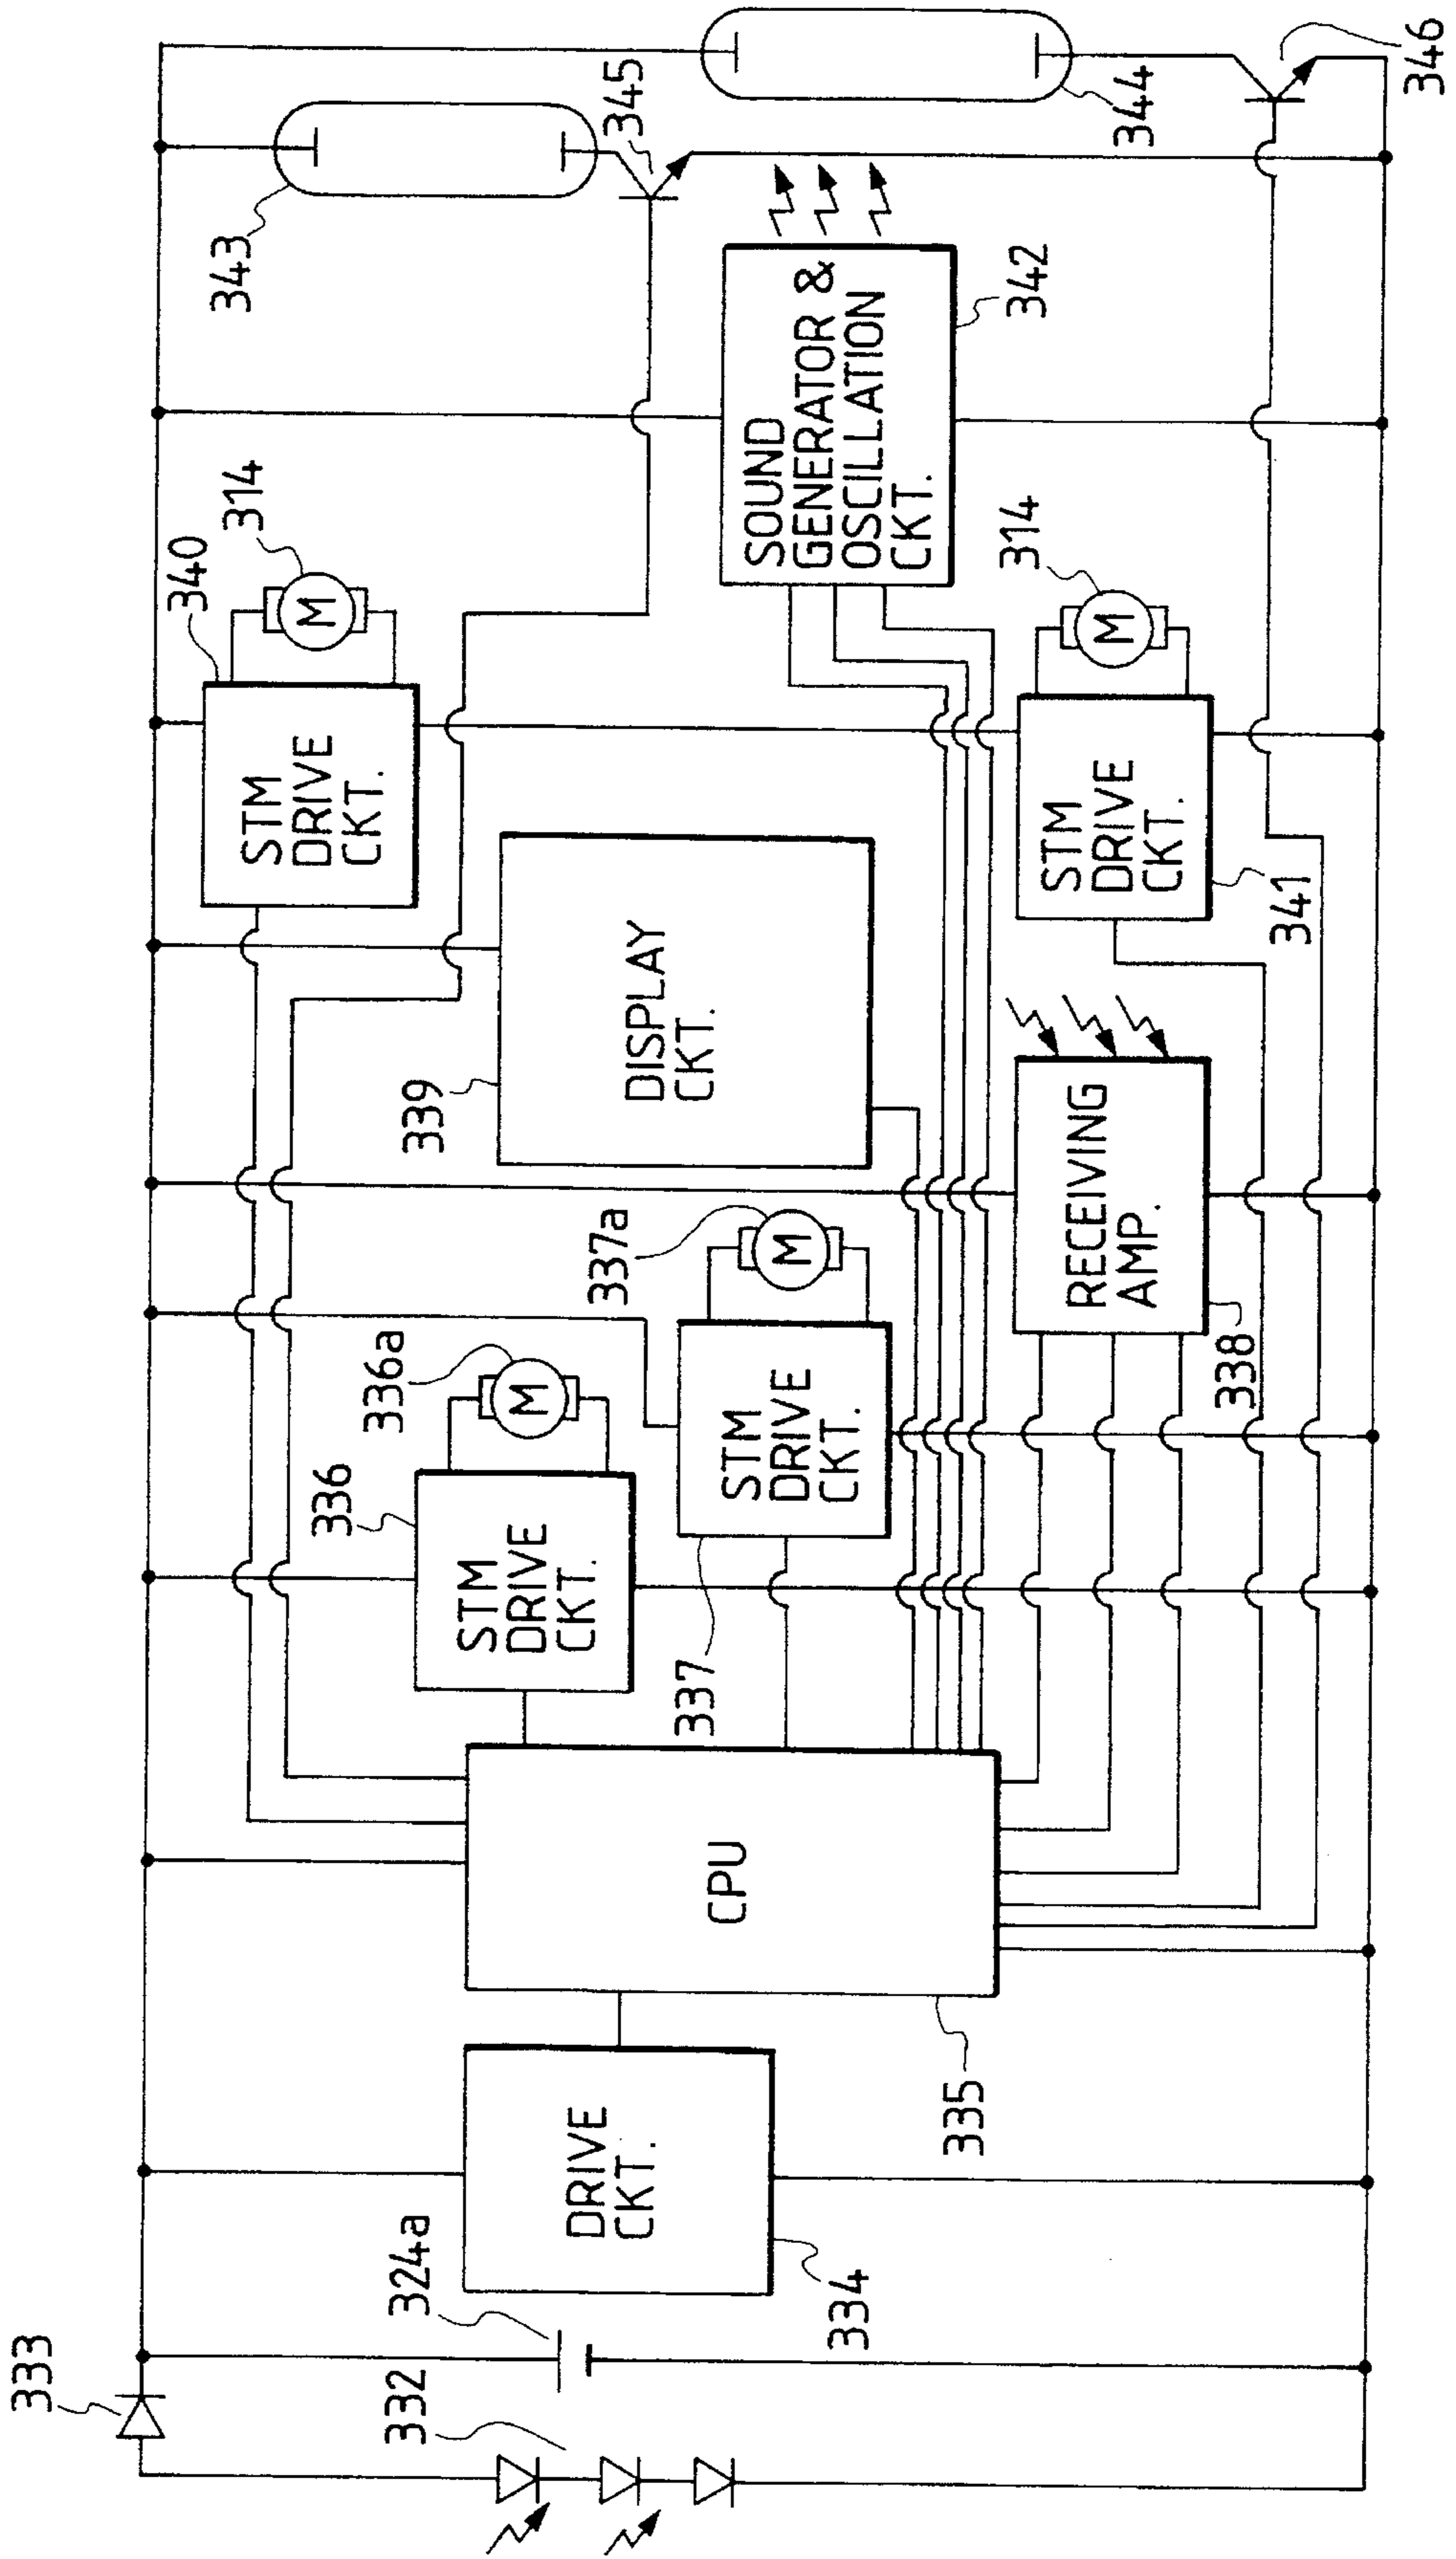 333
332
324a
DRIVE
CKT.
334
CPU
335
336
336a
M
STM
DRIVE
CKT.
337
337a
M
STM
DRIVE
CKT.
RECEIVING
AMP.
338
339
DISPLAY
CKT.
340
314
M
STM
DRIVE
CKT.
314
M
STM
DRIVE
CKT.
341
SOUND
GENERATOR &
OSCILLATION
CKT.
342
343
345
344
346